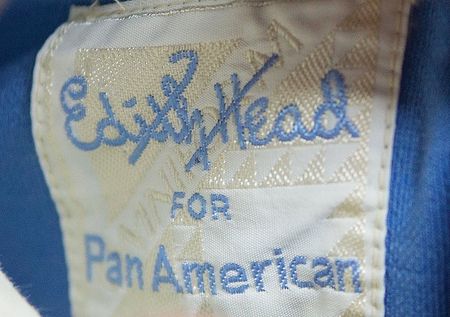 Edith Head
FOR
Pan American